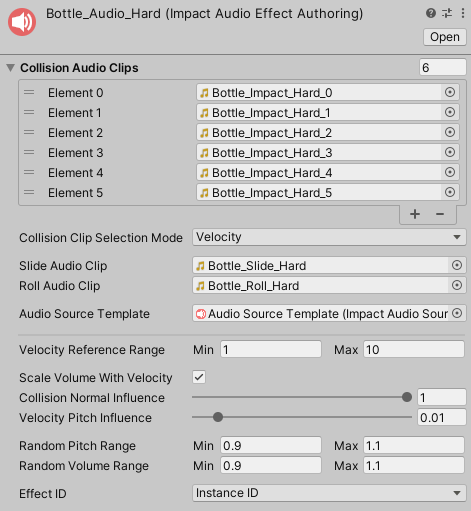 Bottle_Audio_Hard (Impact Audio Effect Authoring)
Open
Collision Audio Clips 6
Element 0 Bottle_Impact_Hard_0
Element 1 Bottle_Impact_Hard_1
Element 2 Bottle_Impact_Hard_2
Element 3 Bottle_Impact_Hard_3
Element 4 Bottle_Impact_Hard_4
Element 5 Bottle_Impact_Hard_5
Collision Clip Selection Mode Velocity
Slide Audio Clip Bottle_Slide_Hard
Roll Audio Clip Bottle_Roll_Hard
Audio Source Template Audio Source Template (Impact Audio Sour
Velocity Reference Range Min 1 Max 10
Scale Volume With Velocity
Collision Normal Influence 1
Velocity Pitch Influence 0.01
Random Pitch Range Min 0.9 Max 1.1
Random Volume Range Min 0.9 Max 1.1
Effect ID Instance ID